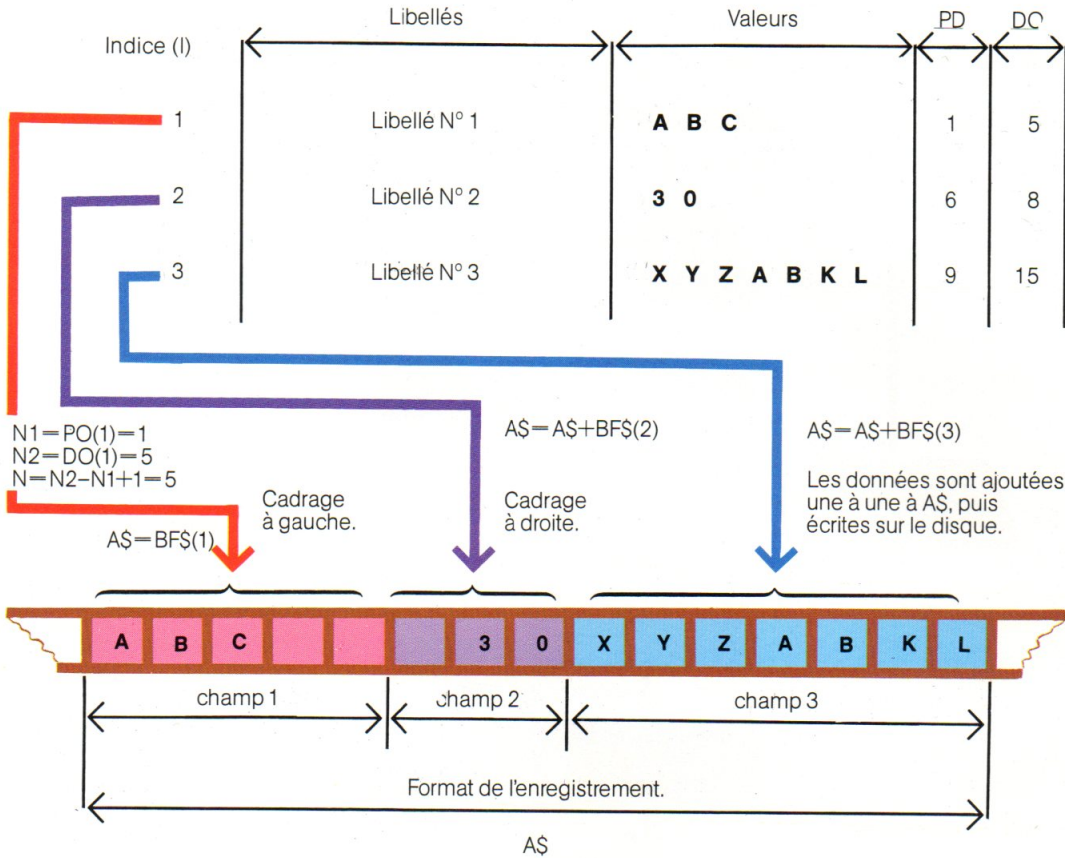 Indice (I) Libellés Valeurs PD DO
1 Libellé N° 1 A B C 1 5
2 Libellé N° 2 3 0 6 8
3 Libellé N° 3 X Y Z A B K L 9 15
N1=PO(1)=1
N2=DO(1)=5
N=N2–N1+1=5
A$=BF$(1)
Cadrage
à gauche.
A$=A$+BF$(2)
Cadrage
à droite.
A$=A$+BF$(3)
Les données sont ajoutées
une à une à A$, puis
écrites sur le disque.
A B C 3 0 X Y Z A B K L
champ 1 champ 2 champ 3
Format de l'enregistrement.
A$